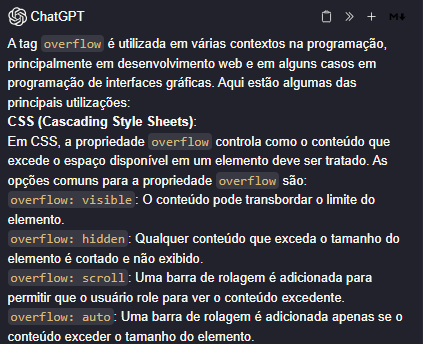 ChatGPT
A tag overflow é utilizada em várias contextos na programação,
principalmente em desenvolvimento web e em alguns casos em
programação de interfaces gráficas. Aqui estão algumas das
principais utilizações:
CSS (Cascading Style Sheets):
Em CSS, a propriedade overflow controla como o conteúdo que
excede o espaço disponível em um elemento deve ser tratado. As
opções comuns para a propriedade overflow são:
overflow: visible: O conteúdo pode transbordar o limite do
elemento.
overflow: hidden: Qualquer conteúdo que exceda o tamanho do
elemento é cortado e não exibido.
overflow: scroll: Uma barra de rolagem é adicionada para
permitir que o usuário role para ver o conteúdo excedente.
overflow: auto: Uma barra de rolagem é adicionada apenas se o
conteúdo exceder o tamanho do elemento.